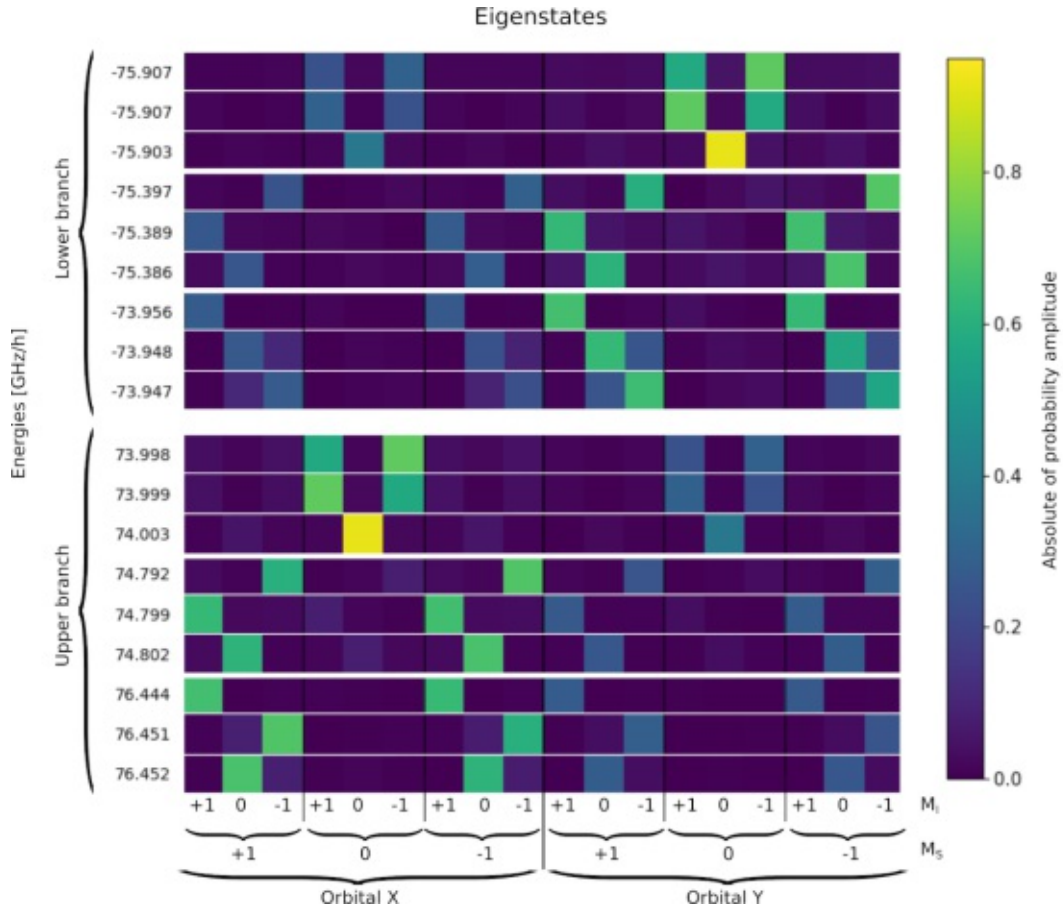 Eigenstates
Energies [GHz/h]
Lower branch
-75.907
-75.907
-75.903
-75.397
-75.389
-75.386
-73.956
-73.948
-73.947
Upper branch
73.998
73.999
74.003
74.792
74.799
74.802
76.444
76.451
76.452
+1 0 -1 +1 0 -1 +1 0 -1 +1 0 -1 +1 0 -1 +1 0 -1 M_I
+1 0 -1 +1 0 -1 M_S
Orbital X Orbital Y
0.8
0.6
0.4
0.2
0.0
Absolute of probability amplitude